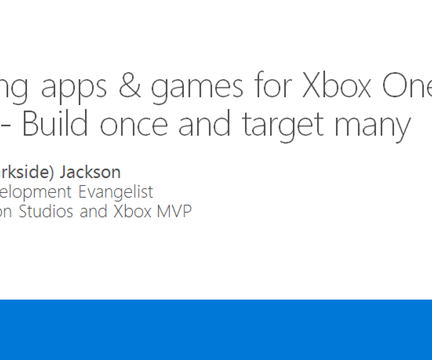 ng apps & games for Xbox One
- Build once and target many
rkside) Jackson
elopment Evangelist
on Studios and Xbox MVP